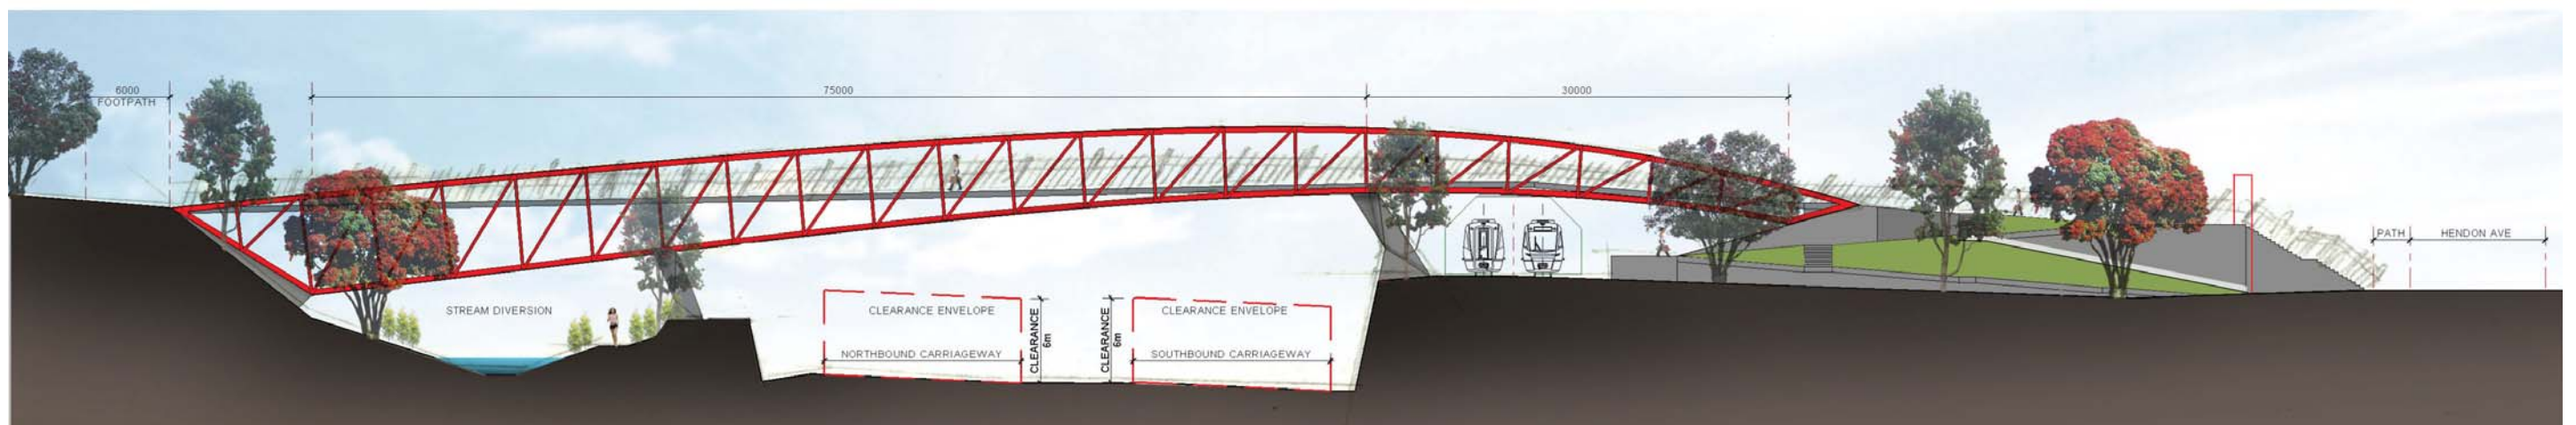 6000
FOOTPATH
75000
30000
PATH
HENDON AVE
STREAM DIVERSION
CLEARANCE ENVELOPE
CLEARANCE
6m
CLEARANCE
6m
CLEARANCE ENVELOPE
NORTHBOUND CARRIAGEWAY
SOUTHBOUND CARRIAGEWAY